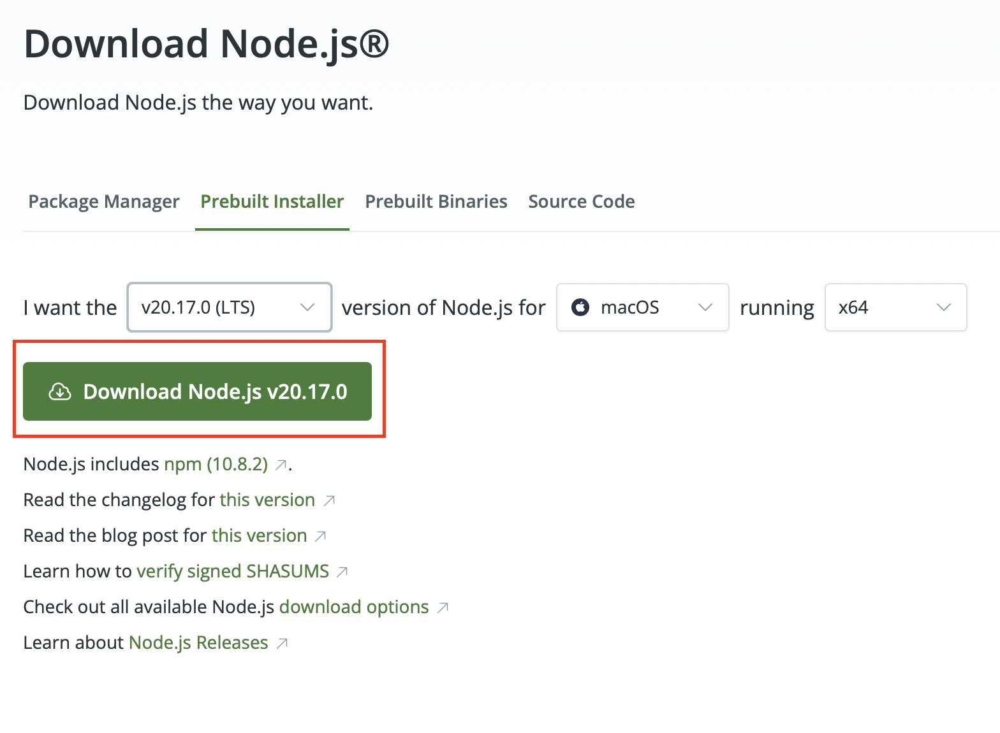 Download Node.js®
Download Node.js the way you want.
Package Manager Prebuilt Installer Prebuilt Binaries Source Code
I want the v20.17.0 (LTS) version of Node.js for macOS running x64
Download Node.js v20.17.0
Node.js includes npm (10.8.2) ↗.
Read the changelog for this version ↗
Read the blog post for this version ↗
Learn how to verify signed SHASUMS ↗
Check out all available Node.js download options ↗
Learn about Node.js Releases ↗